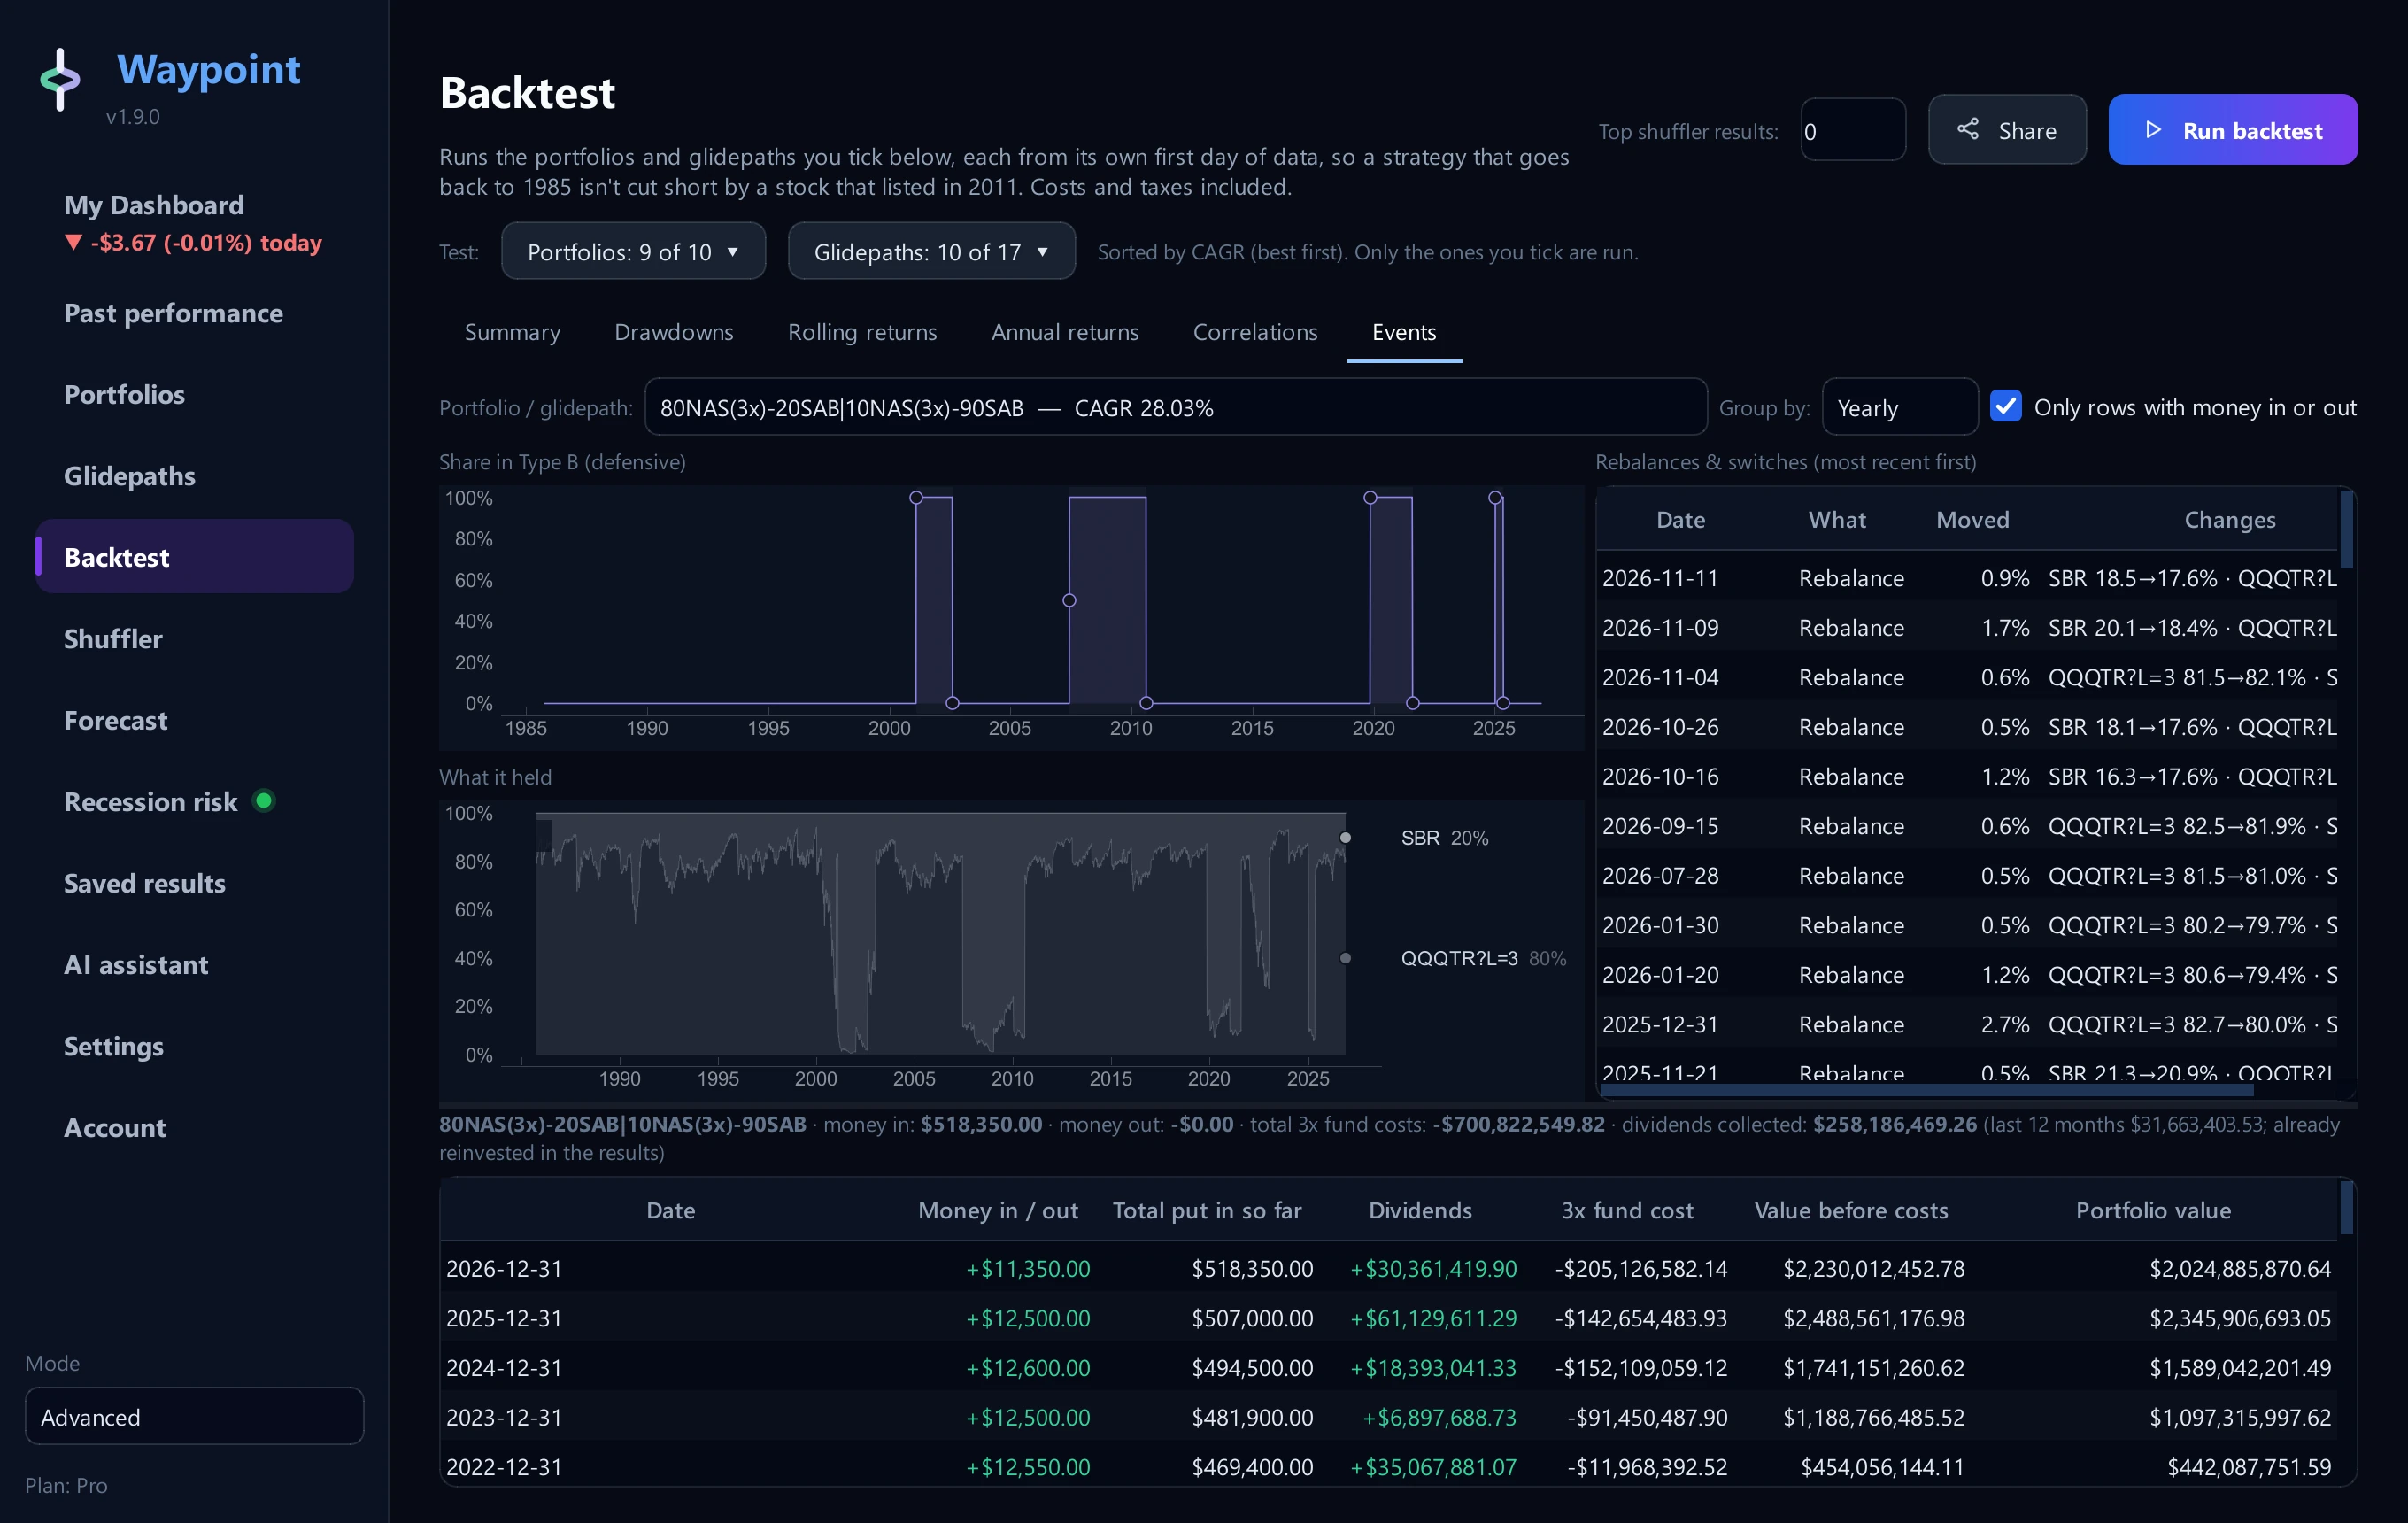 Waypoint
v1.9.0
My Dashboard
▼ -$3.67 (-0.01%) today
Past performance
Portfolios
Glidepaths
Backtest
Shuffler
Forecast
Recession risk
Saved results
AI assistant
Settings
Account
Mode
Advanced
Plan: Pro
Backtest
Runs the portfolios and glidepaths you tick below, each from its own first day of data, so a strategy that goes
back to 1985 isn't cut short by a stock that listed in 2011. Costs and taxes included.
Top shuffler results: 0 Share Run backtest
Test: Portfolios: 9 of 10 ▼ Glidepaths: 10 of 17 ▼ Sorted by CAGR (best first). Only the ones you tick are run.
Summary Drawdowns Rolling returns Annual returns Correlations Events
Portfolio / glidepath: 80NAS(3x)-20SAB|10NAS(3x)-90SAB — CAGR 28.03% Group by: Yearly Only rows with money in or out
Share in Type B (defensive)
100%
80%
60%
40%
20%
0%
1985 1990 1995 2000 2005 2010 2015 2020 2025
What it held
100%
80%
60%
40%
20%
0%
1990 1995 2000 2005 2010 2015 2020 2025
SBR 20%
QQQTR?L=3 80%
Rebalances & switches (most recent first)
Date What Moved Changes
2026-11-11 Rebalance 0.9% SBR 18.5→17.6% · QQQTR?L
2026-11-09 Rebalance 1.7% SBR 20.1→18.4% · QQQTR?L
2026-11-04 Rebalance 0.6% QQQTR?L=3 81.5→82.1% · S
2026-10-26 Rebalance 0.5% SBR 18.1→17.6% · QQQTR?L
2026-10-16 Rebalance 1.2% SBR 16.3→17.6% · QQQTR?L
2026-09-15 Rebalance 0.6% QQQTR?L=3 82.5→81.9% · S
2026-07-28 Rebalance 0.5% QQQTR?L=3 81.5→81.0% · S
2026-01-30 Rebalance 0.5% QQQTR?L=3 80.2→79.7% · S
2026-01-20 Rebalance 1.2% QQQTR?L=3 80.6→79.4% · S
2025-12-31 Rebalance 2.7% QQQTR?L=3 82.7→80.0% · S
2025-11-21 Rebalance 0.5% SBR 21.3→20.9% · QQQTR?L
80NAS(3x)-20SAB|10NAS(3x)-90SAB · money in: $518,350.00 · money out: -$0.00 · total 3x fund costs: -$700,822,549.82 · dividends collected: $258,186,469.26 (last 12 months $31,663,403.53; already
reinvested in the results)
Date Money in / out Total put in so far Dividends 3x fund cost Value before costs Portfolio value
2026-12-31 +$11,350.00 $518,350.00 +$30,361,419.90 -$205,126,582.14 $2,230,012,452.78 $2,024,885,870.64
2025-12-31 +$12,500.00 $507,000.00 +$61,129,611.29 -$142,654,483.93 $2,488,561,176.98 $2,345,906,693.05
2024-12-31 +$12,600.00 $494,500.00 +$18,393,041.33 -$152,109,059.12 $1,741,151,260.62 $1,589,042,201.49
2023-12-31 +$12,500.00 $481,900.00 +$6,897,688.73 -$91,450,487.90 $1,188,766,485.52 $1,097,315,997.62
2022-12-31 +$12,550.00 $469,400.00 +$35,067,881.07 -$11,968,392.52 $454,056,144.11 $442,087,751.59